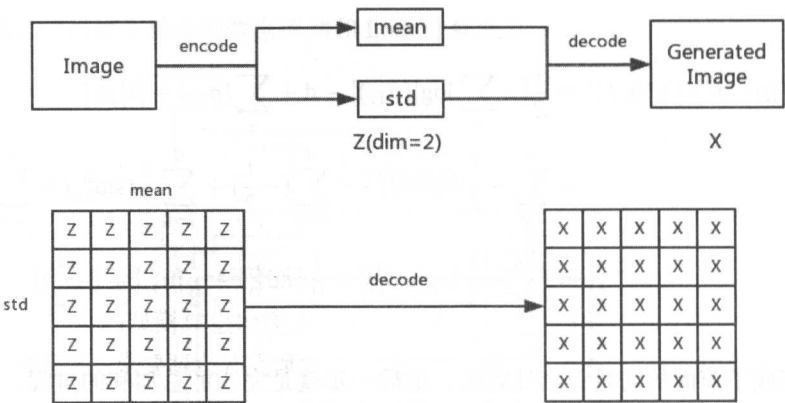 Image
encode
mean
std
Z(dim=2)
decode
Generated
Image
X
mean
std
Z Z Z Z Z
Z Z Z Z Z
Z Z Z Z Z
Z Z Z Z Z
Z Z Z Z Z
decode
X X X X X
X X X X X
X X X X X
X X X X X
X X X X X